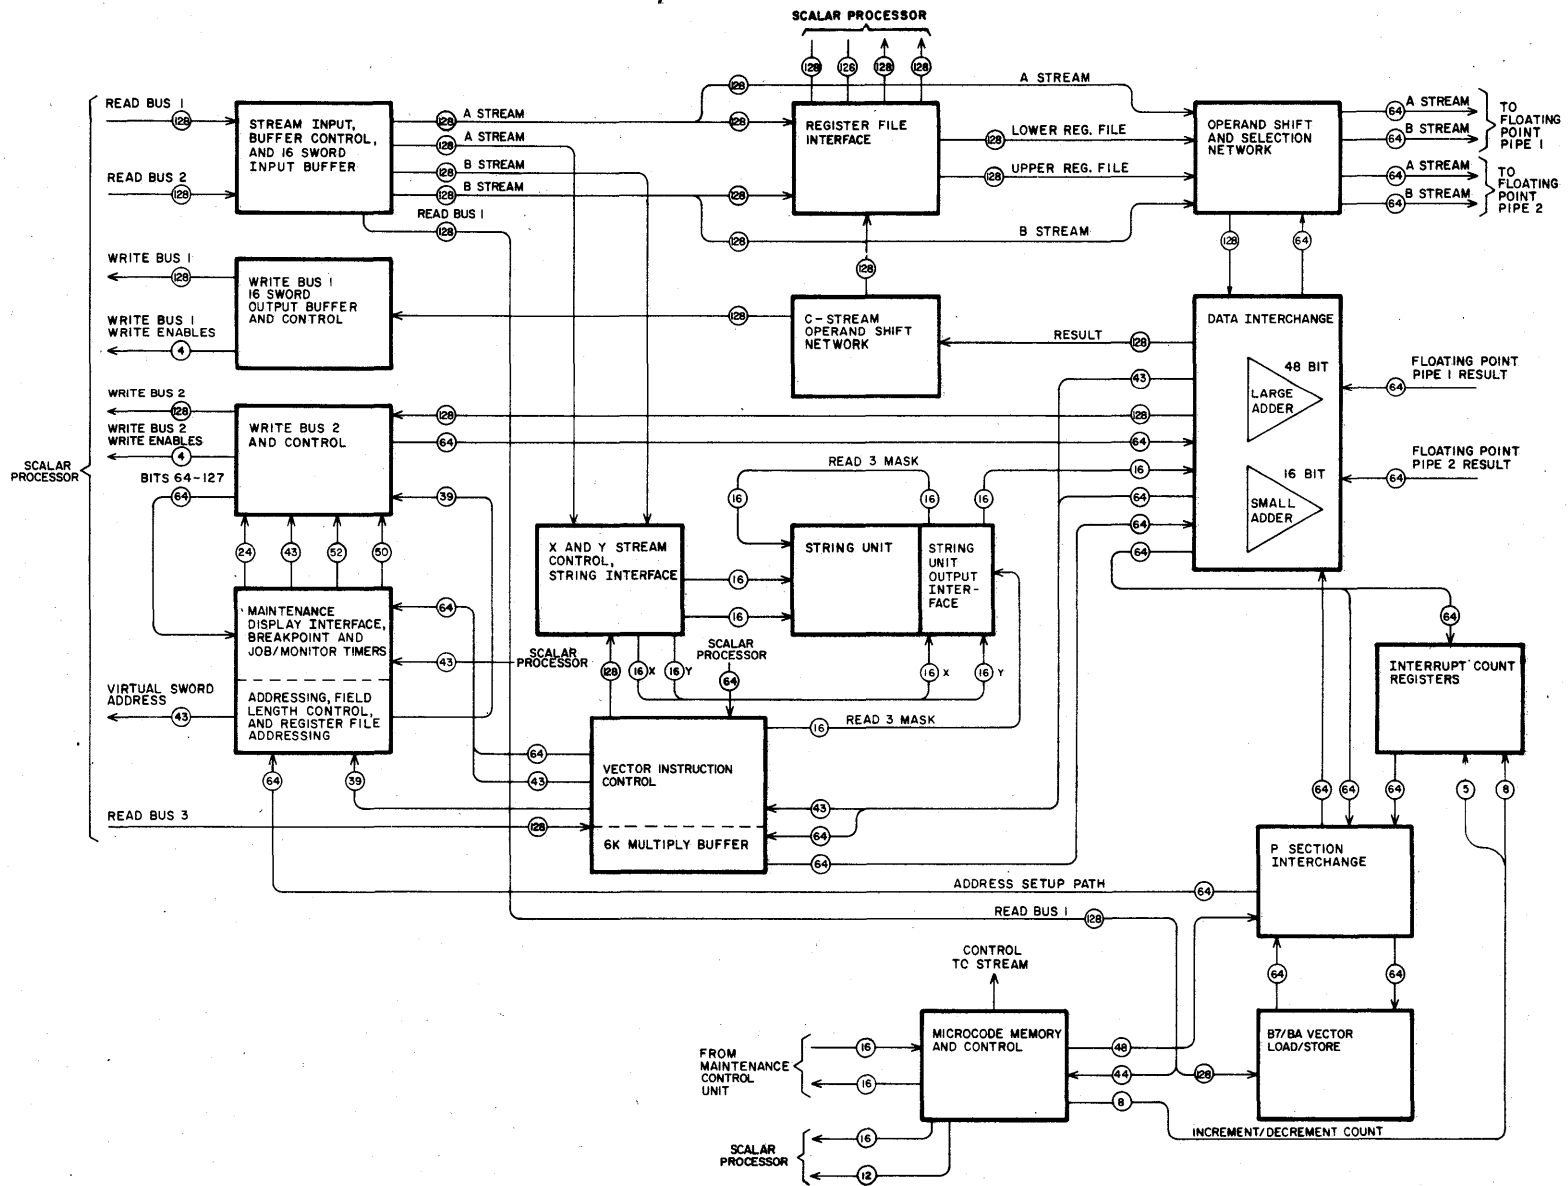 SCALAR PROCESSOR
128
126
128
128
READ BUS 1
128
READ BUS 2
128
STREAM INPUT,
BUFFER CONTROL,
AND 16 SWORD
INPUT BUFFER
128
A STREAM
128
A STREAM
128
B STREAM
128
B STREAM
READ BUS 1
128
128
128
128
128
A STREAM
B STREAM
REGISTER FILE
INTERFACE
128
LOWER REG. FILE
128
UPPER REG. FILE
OPERAND SHIFT
AND SELECTION
NETWORK
64
A STREAM
64
B STREAM
64
A STREAM
64
B STREAM
TO
FLOATING
POINT
PIPE 1
TO
FLOATING
POINT
PIPE 2
128
64
128
WRITE BUS 1
128
WRITE BUS 1
WRITE ENABLES
4
WRITE BUS 1
16 SWORD
OUTPUT BUFFER
AND CONTROL
128
C-STREAM
OPERAND SHIFT
NETWORK
RESULT
128
43
128
64
16
64
64
64
DATA INTERCHANGE
48 BIT
LARGE
ADDER
16 BIT
SMALL
ADDER
FLOATING POINT
PIPE 1 RESULT
64
FLOATING POINT
PIPE 2 RESULT
64
WRITE BUS 2
128
WRITE BUS 2
WRITE ENABLES
4
BITS 64-127
64
WRITE BUS 2
AND CONTROL
128
64
39
SCALAR
PROCESSOR
24
43
52
50
MAINTENANCE
DISPLAY INTERFACE,
BREAKPOINT AND
JOB/MONITOR TIMERS
ADDRESSING, FIELD
LENGTH CONTROL,
AND REGISTER FILE
ADDRESSING
64
43
SCALAR
PROCESSOR
VIRTUAL SWORD
ADDRESS
43
64
39
READ BUS 3
128
X AND Y STREAM
CONTROL,
STRING INTERFACE
16
16
READ 3 MASK
16
16
16
STRING UNIT
STRING
UNIT
OUTPUT
INTER-
FACE
SCALAR
PROCESSOR
128
16 X
16 Y
64
16 X
16 Y
16
READ 3 MASK
64
43
VECTOR INSTRUCTION
CONTROL
6K MULTIPLY BUFFER
43
64
64
64
INTERRUPT COUNT
REGISTERS
64
64
64
5
8
P SECTION
INTERCHANGE
ADDRESS SETUP PATH
64
READ BUS 1
128
64
64
CONTROL
TO STREAM
MICROCODE MEMORY
AND CONTROL
B7/BA VECTOR
LOAD/STORE
FROM
MAINTENANCE
CONTROL
UNIT
16
16
48
44
128
8
INCREMENT/DECREMENT COUNT
SCALAR
PROCESSOR
16
12